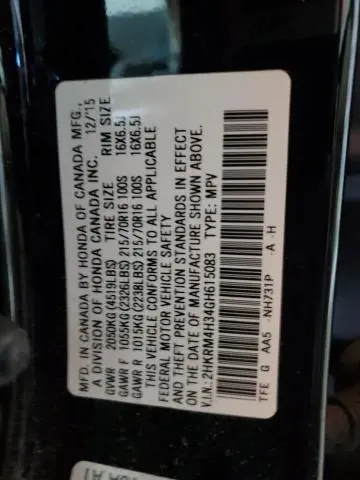 MFD. IN CANADA BY HONDA OF CANADA MFG.,
A DIVISION OF HONDA CANADA INC. 12/15
GVWR 2050KG(4519LBS) TIRE SIZE RIM SIZE
GAWR F 1055KG(2326LBS) 215/70R16 100S 16X6.5J
GAWR R 1015KG(2238LBS) 215/70R16 100S 16X6.5J
THIS VEHICLE CONFORMS TO ALL APPLICABLE
FEDERAL MOTOR VEHICLE SAFETY
AND THEFT PREVENTION STANDARDS IN EFFECT
ON THE DATE OF MANUFACTURE SHOWN ABOVE.
V.I.N.: 2HKRM4H34GH615083 TYPE: MPV
TFE G AA5 NH731P -A -H